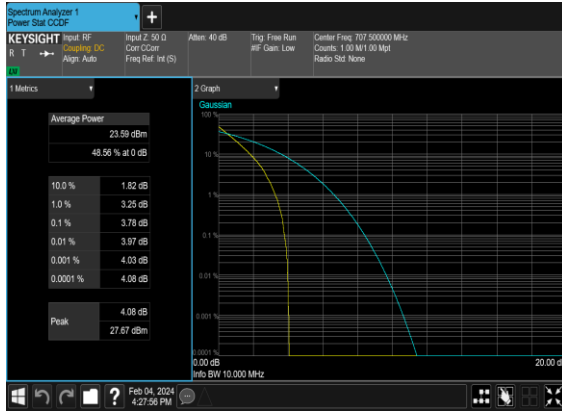 Spectrum Analyzer 1
Power Stat CCDF
+
KEYSIGHT
R T
LV
Input: RF
Coupling: DC
Align: Auto
Input Z: 50 Ω
Corr CCorr
Freq Ref: Int (S)
Atten: 40 dB
Trig: Free Run
#IF Gain: Low
Center Freq: 707.500000 MHz
Counts: 1.00 M/1.00 Mpt
Radio Std: None
1 Metrics
Average Power
23.59 dBm
48.56 % at 0 dB
10.0 % 1.82 dB
1.0 % 3.25 dB
0.1 % 3.78 dB
0.01 % 3.97 dB
0.001 % 4.03 dB
0.0001 % 4.08 dB
Peak
4.08 dB
27.67 dBm
2 Graph
Gaussian
100 %
10 %
1 %
0.1 %
0.01 %
0.001 %
0.0001 %
0.00 dB
20.00 d
Info BW 10.000 MHz
?
Feb 04, 2024
4:27:56 PM